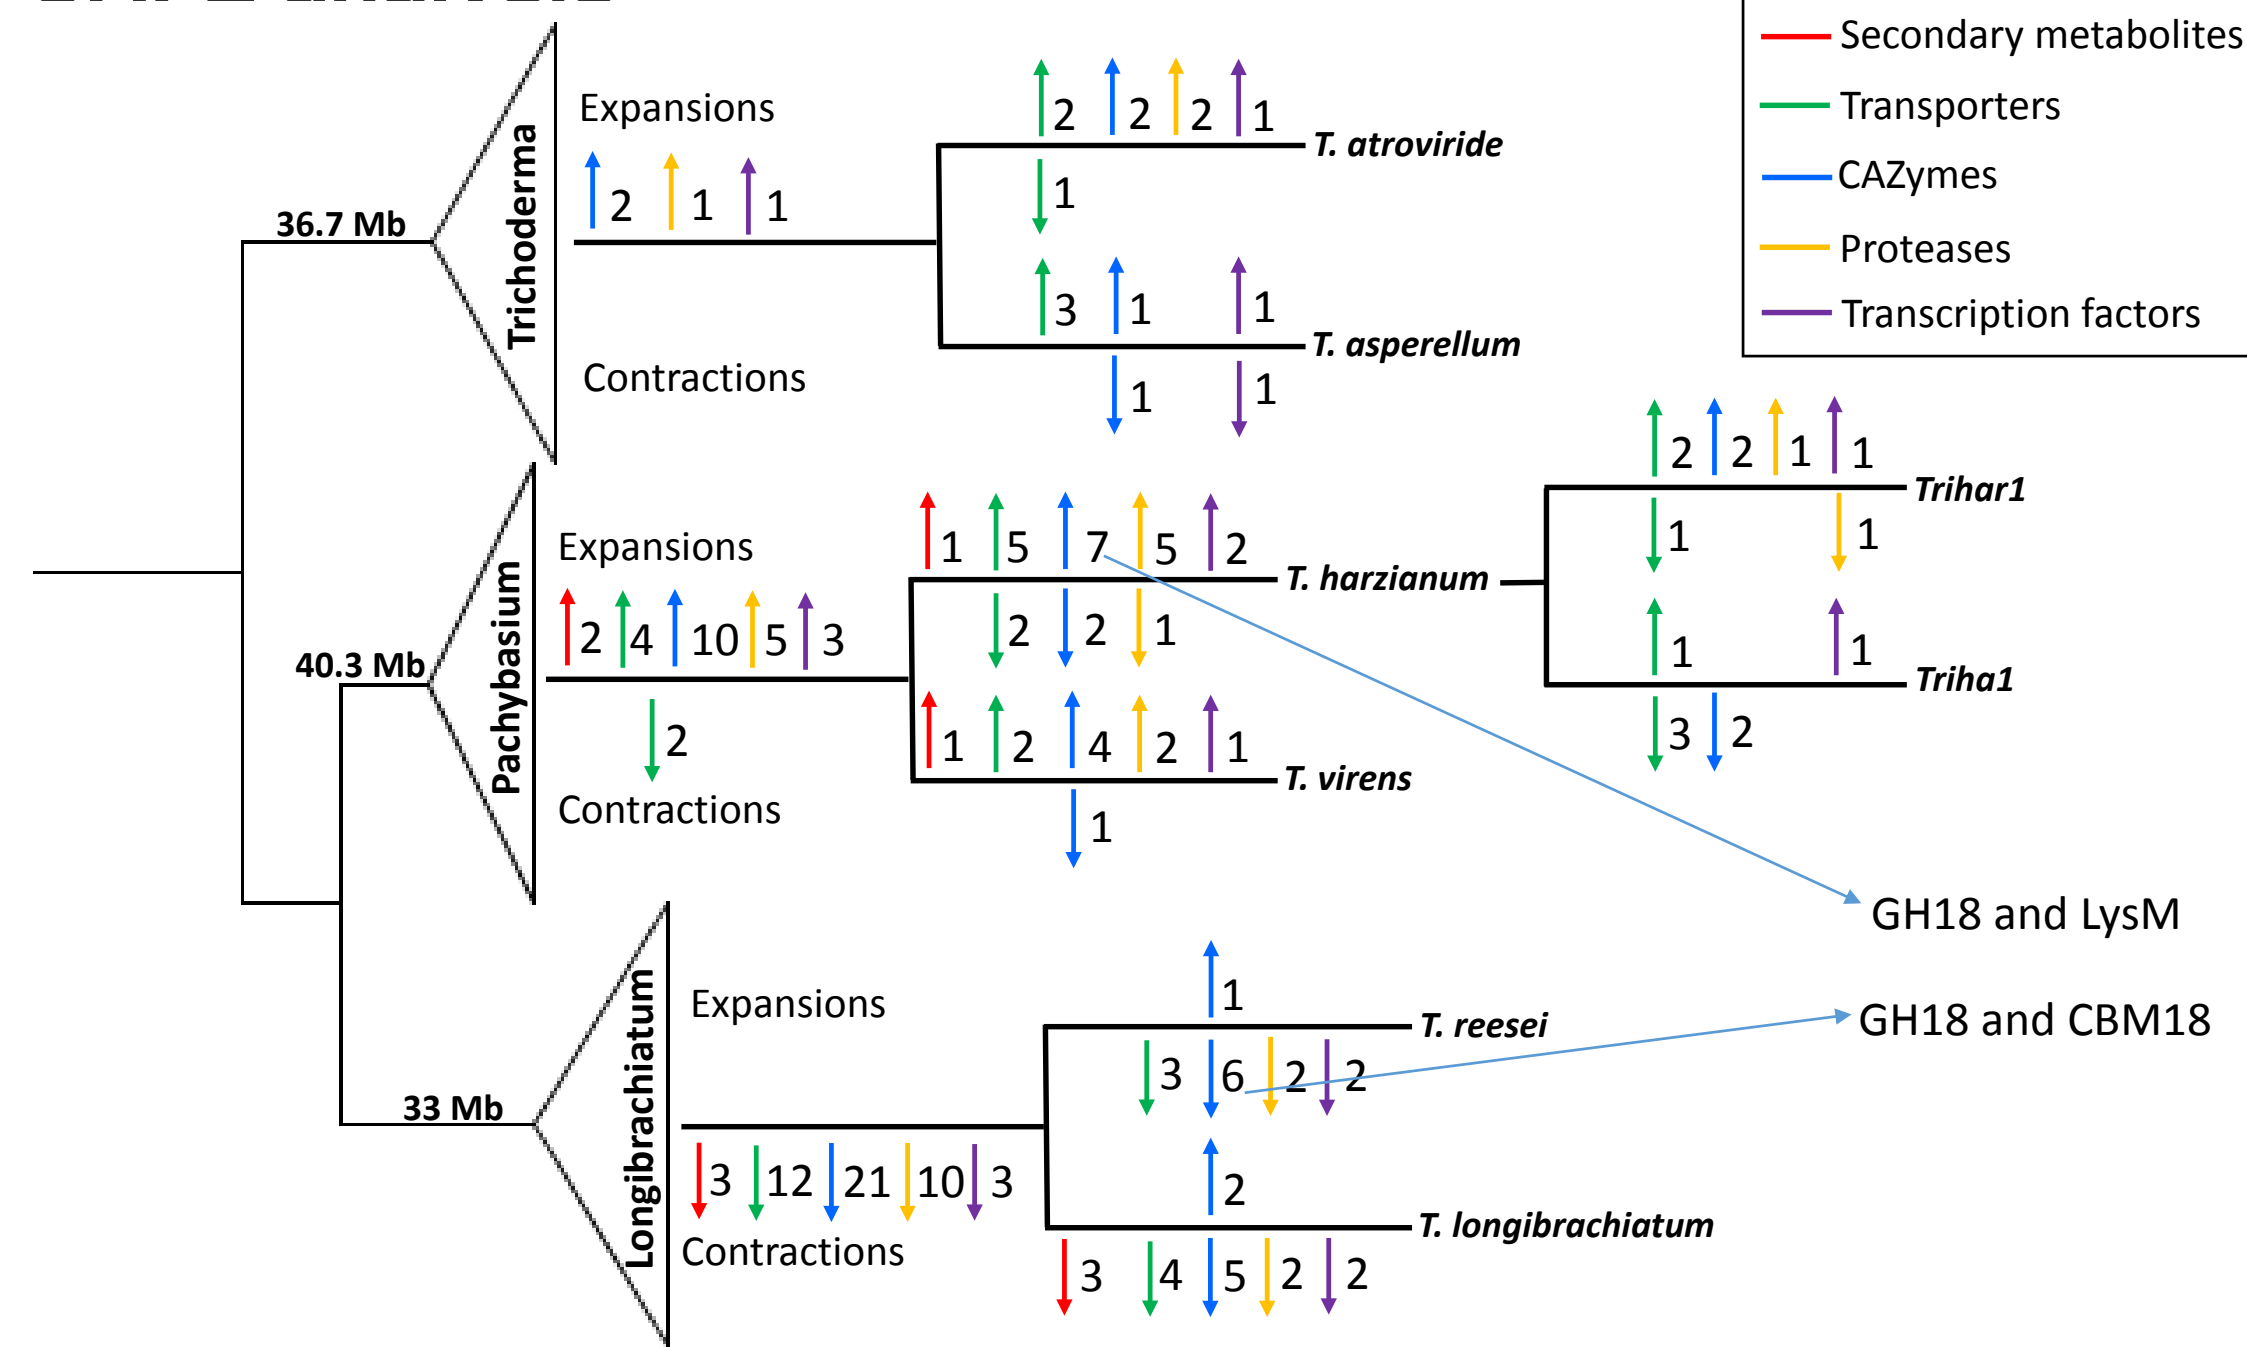 Secondary metabolites
Transporters
CAZymes
Proteases
Transcription factors
36.7 Mb
Trichoderma
Expansions
2 1 1
Contractions
2 2 2 1
T. atroviride
1
3 1 1
T. asperellum
1 1
40.3 Mb
Pachybasium
Expansions
2 4 10 5 3
2
Contractions
1 5 7 5 2
T. harzianum
2 2 1
1 2 4 2 1
T. virens
1
2 2 1 1
Trihar1
1 1
1 1
Triha1
3 2
GH18 and LysM
GH18 and CBM18
33 Mb
Longibrachiatum
Expansions
3 12 21 10 3
Contractions
1
T. reesei
3 6 2 2
2
T. longibrachiatum
3 4 5 2 2